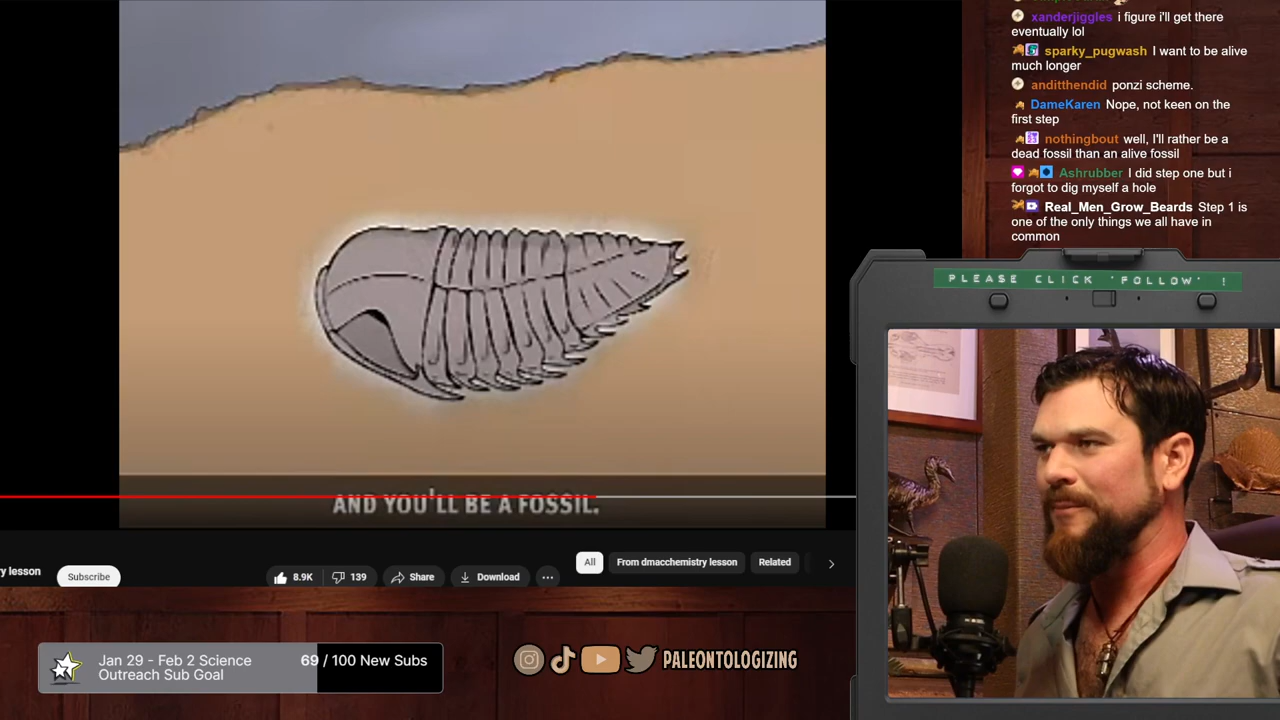 xanderjiggles i figure i'll get there
eventually lol
sparky_pugwash I want to be alive
much longer
anditthendid ponzi scheme.
DameKaren Nope, not keen on the
first step
nothingbout well, I'll rather be a
dead fossil than an alive fossil
Ashrubber I did step one but i
forgot to dig myself a hole
Real_Men_Grow_Beards Step 1 is
one of the only things we all have in
common
PLEASE CLICK "FOLLOW" !
AND YOU'LL BE A FOSSIL.
y lesson
Subscribe
8.9K
139
Share
Download
All
From dmacchemistry lesson
Related
Jan 29 - Feb 2 Science
Outreach Sub Goal
69 / 100 New Subs
PALEONTOLOGIZING